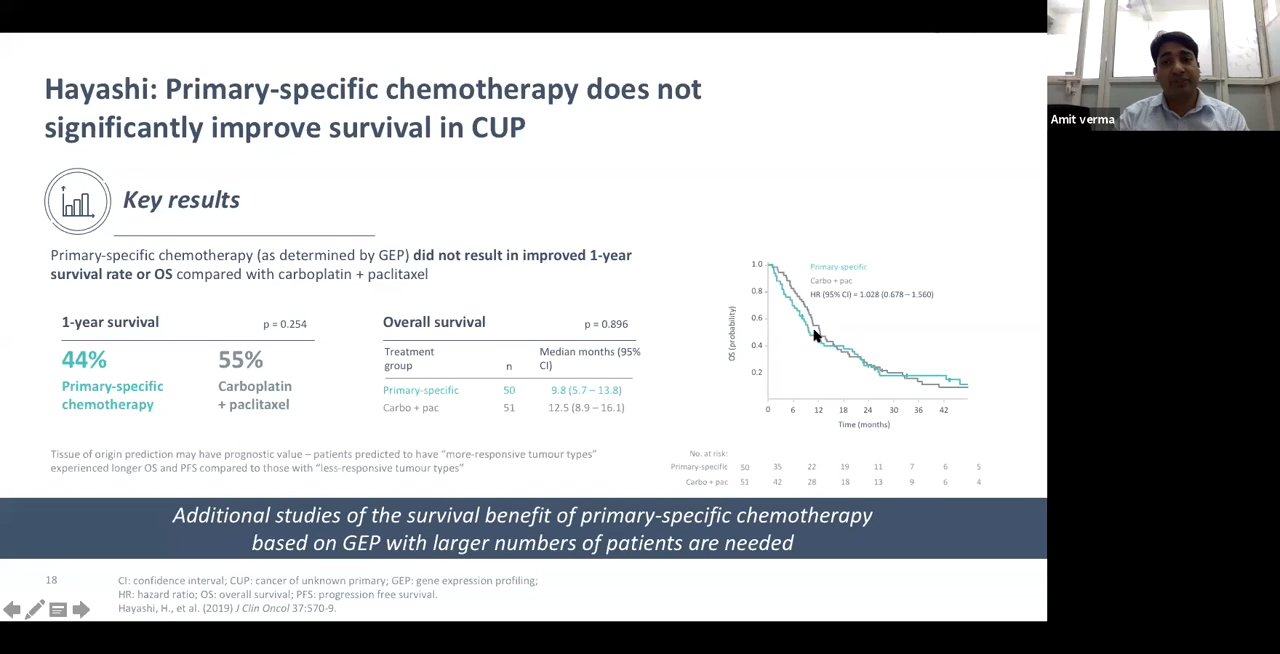 Hayashi: Primary-specific chemotherapy does not
significantly improve survival in CUP
Key results
Primary-specific chemotherapy (as determined by GEP) did not result in improved 1-year
survival rate or OS compared with carboplatin + paclitaxel
1-year survival
p = 0.254
44%
Primary-specific
chemotherapy
55%
Carboplatin
+ paclitaxel
Overall survival
p = 0.896
Treatment
group
n
Median months (95%
CI)
Primary-specific 50 9.8 (5.7 – 13.8)
Carbo + pac 51 12.5 (8.9 – 16.1)
Tissue of origin prediction may have prognostic value – patients predicted to have “more-responsive tumour types”
experienced longer OS and PFS compared to those with “less-responsive tumour types”
OS (probability)
1.0
0.8
0.6
0.4
0.2
Primary-specific
Carbo + pac
HR (95% CI) = 1.028 (0.678 – 1.560)
0 6 12 18 24 30 36 42
Time (months)
No. at risk:
Primary-specific 50 35 22 19 11 7 6 5
Carbo + pac 51 42 28 18 13 9 6 4
Additional studies of the survival benefit of primary-specific chemotherapy
based on GEP with larger numbers of patients are needed
18
CI: confidence interval; CUP: cancer of unknown primary; GEP: gene expression profiling;
HR: hazard ratio; OS: overall survival; PFS: progression free survival.
Hayashi, H., et al. (2019) J Clin Oncol 37:570-9.
Amit verma